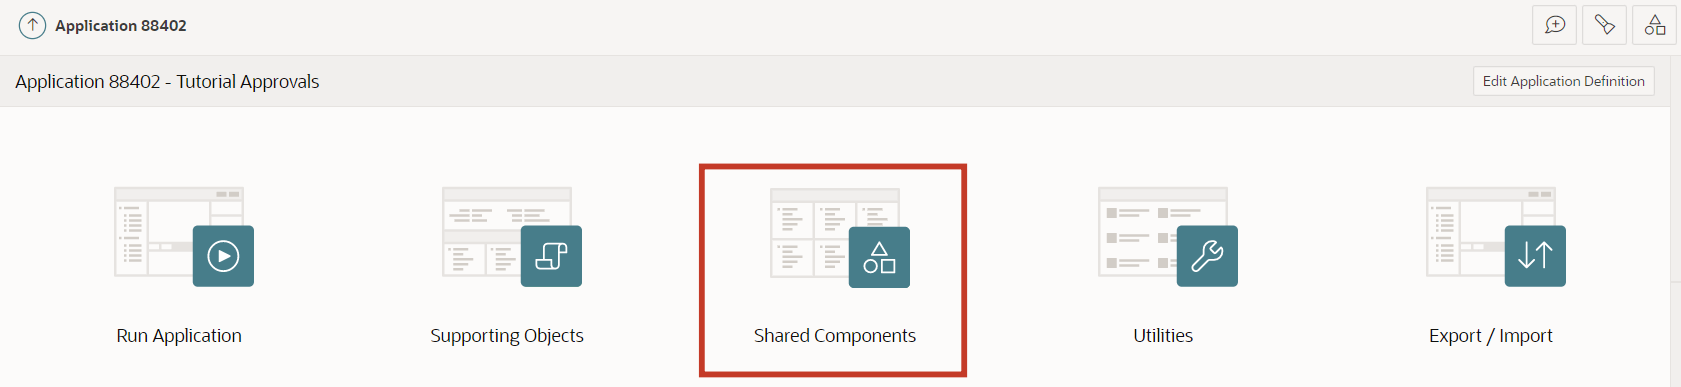 Application 88402
Application 88402 - Tutorial Approvals
Edit Application Definition
Run Application
Supporting Objects
Shared Components
Utilities
Export / Import